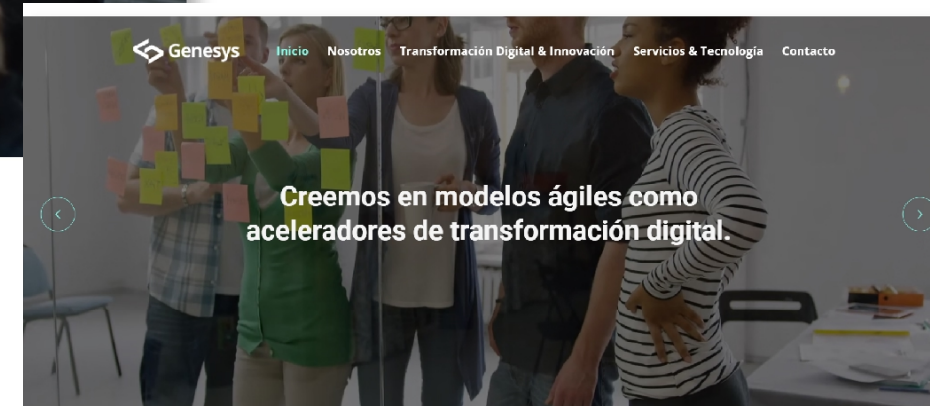 Genesys
Inicio Nosotros Transformación Digital & Innovación Servicios & Tecnología Contacto
Creemos en modelos ágiles como
aceleradores de transformación digital.